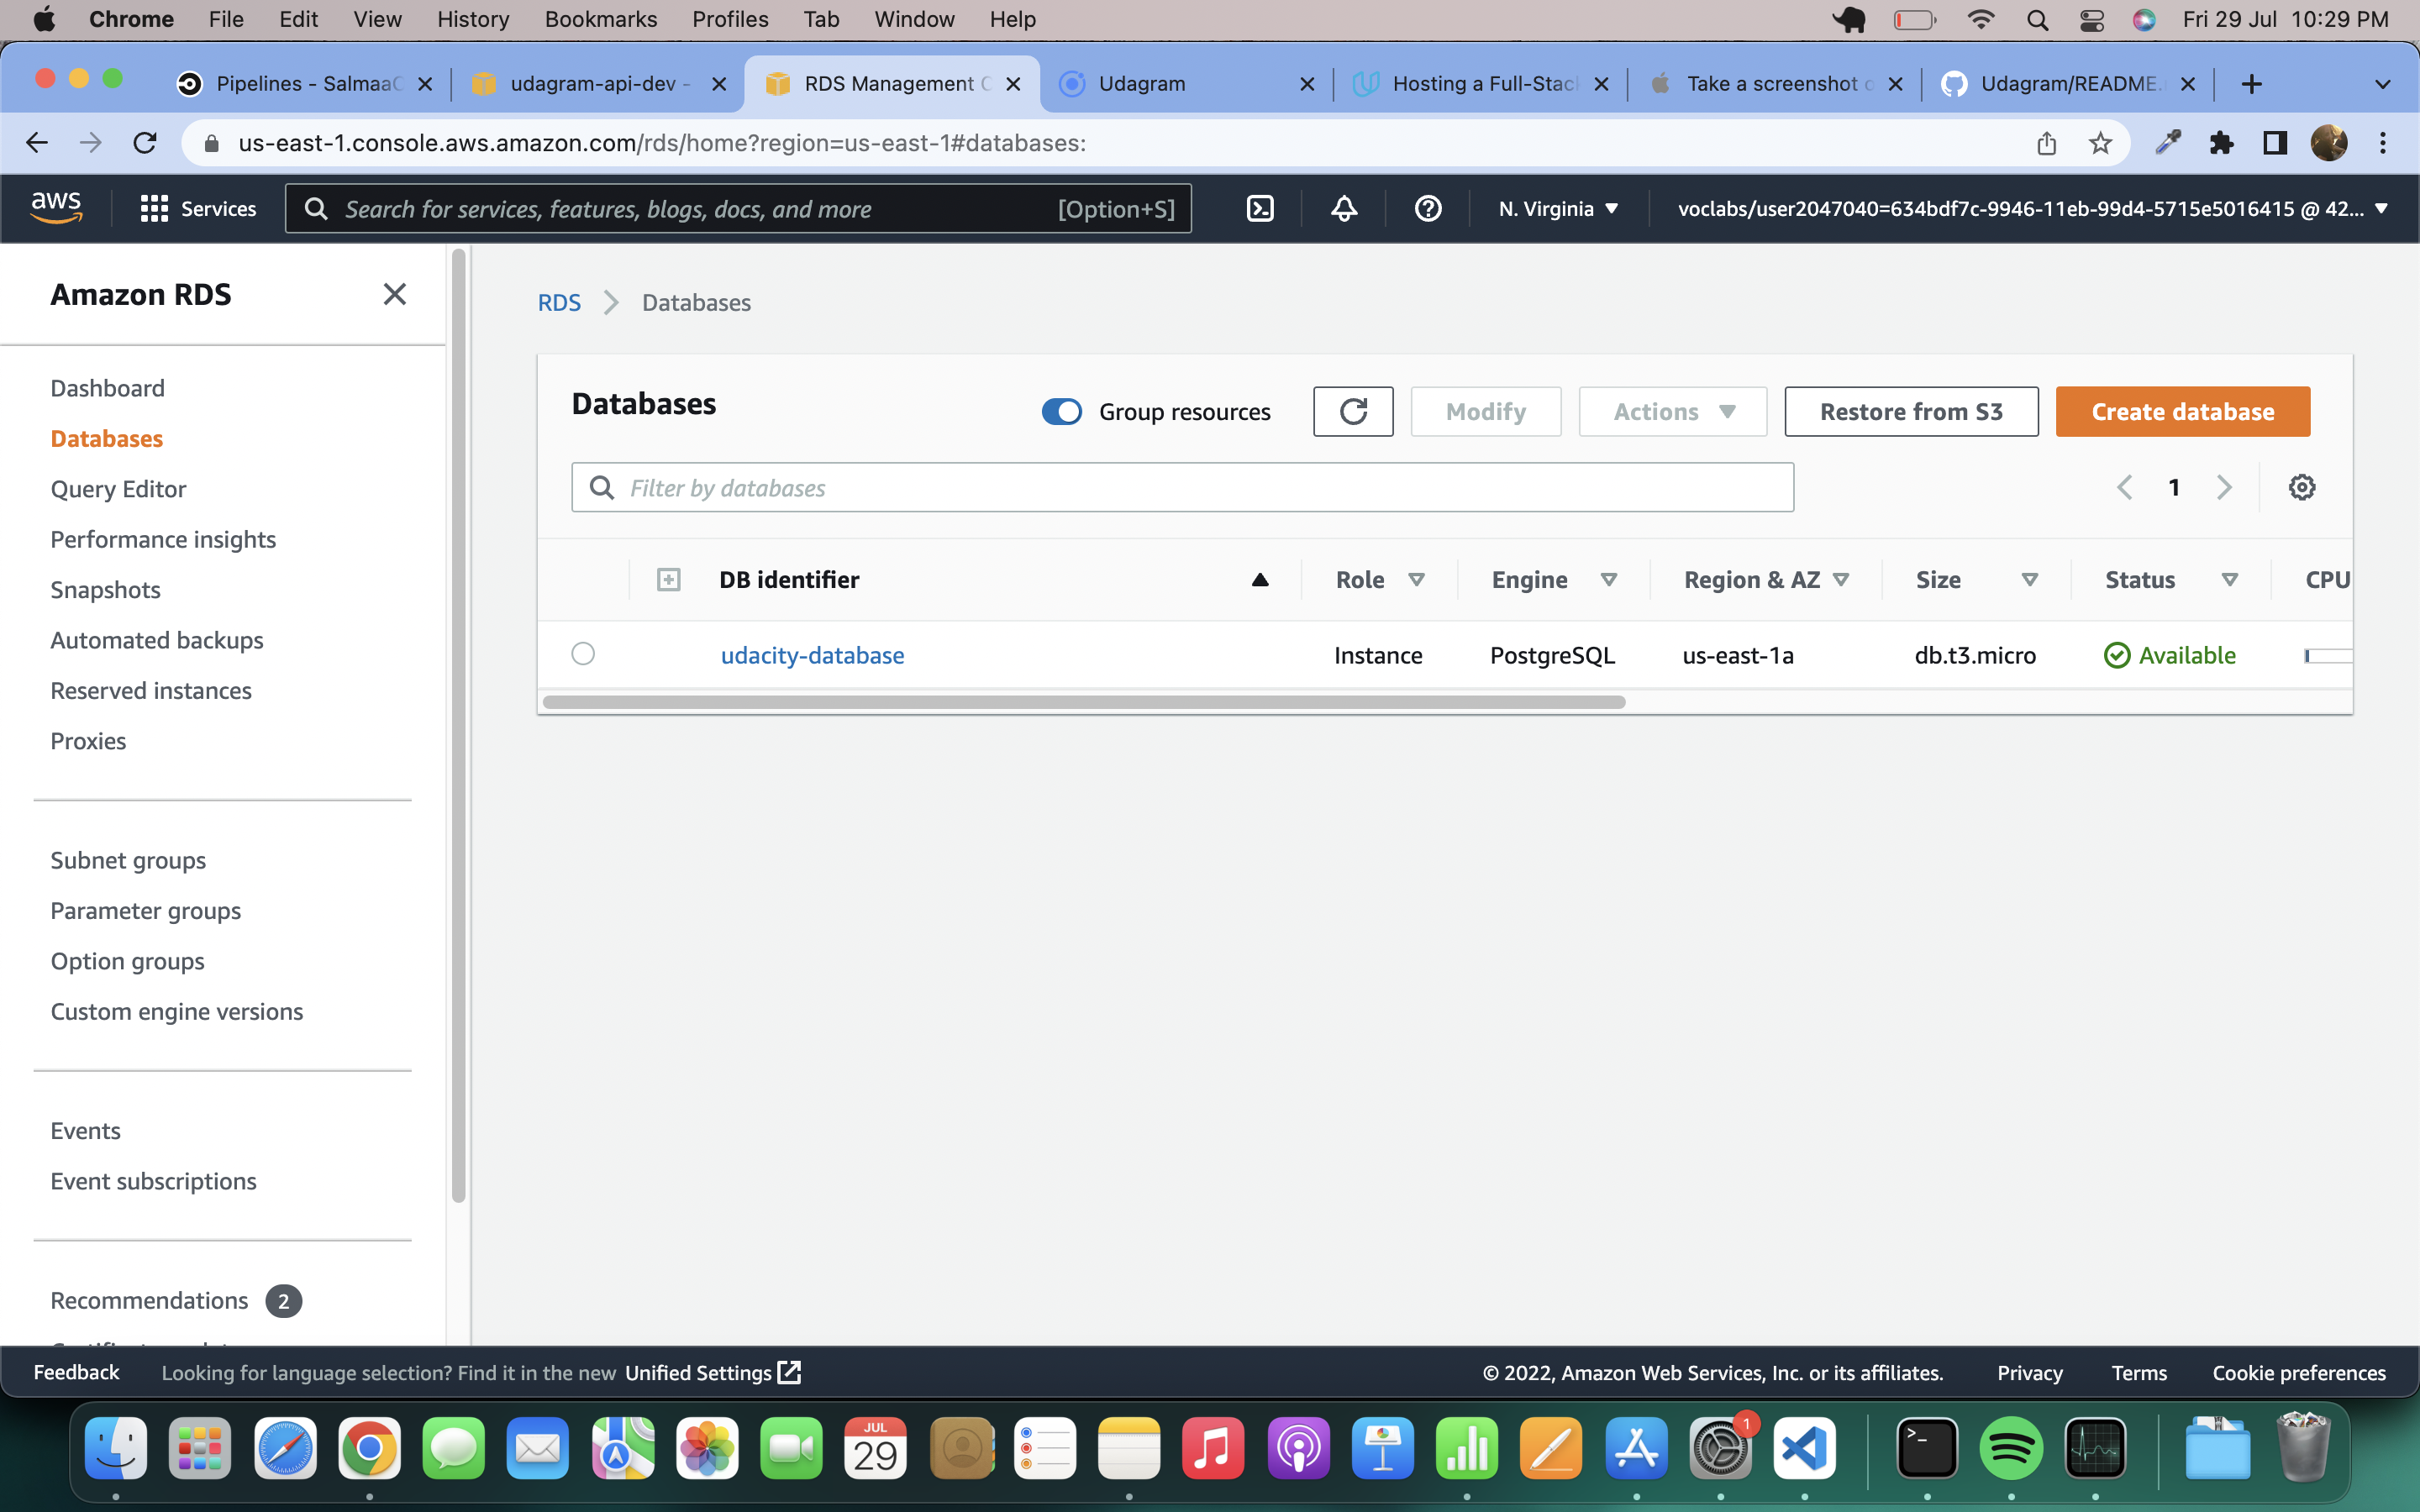 Chrome File Edit View History Bookmarks Profiles Tab Window Help Fri 29 Jul 10:29 PM
Pipelines - SalmaaC udagram-api-dev - RDS Management C Udagram Hosting a Full-Stac Take a screenshot o Udagram/README.
us-east-1.console.aws.amazon.com/rds/home?region=us-east-1#databases:
aws Services Search for services, features, blogs, docs, and more [Option+S] N. Virginia voclabs/user2047040=634bdf7c-9946-11eb-99d4-5715e5016415 @ 42...
Amazon RDS
Dashboard
Databases
Query Editor
Performance insights
Snapshots
Automated backups
Reserved instances
Proxies
Subnet groups
Parameter groups
Option groups
Custom engine versions
Events
Event subscriptions
Recommendations 2
RDS Databases
Databases Group resources Modify Actions Restore from S3 Create database
Filter by databases 1
DB identifier Role Engine Region & AZ Size Status CPU
udacity-database Instance PostgreSQL us-east-1a db.t3.micro Available
Feedback Looking for language selection? Find it in the new Unified Settings © 2022, Amazon Web Services, Inc. or its affiliates. Privacy Terms Cookie preferences
JUL
29
1